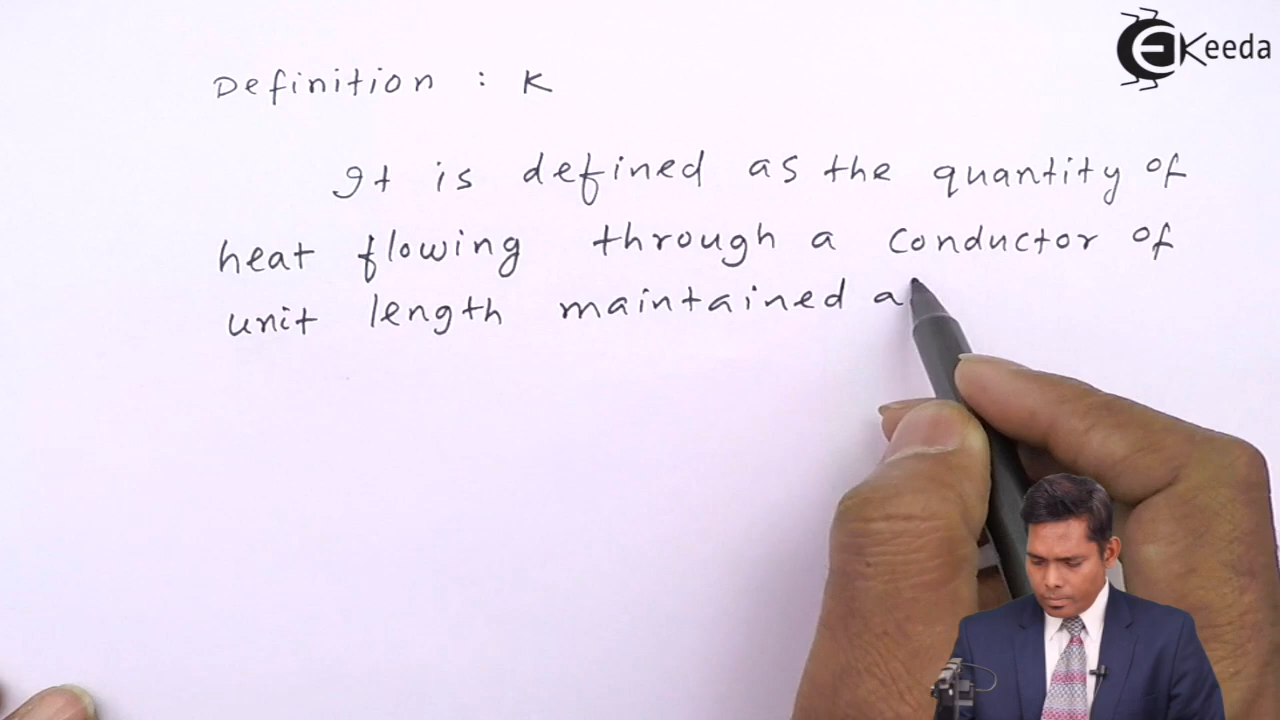 Ekeeda
Definition : K
It is defined as the quantity of
heat flowing through a conductor of
unit length maintained a